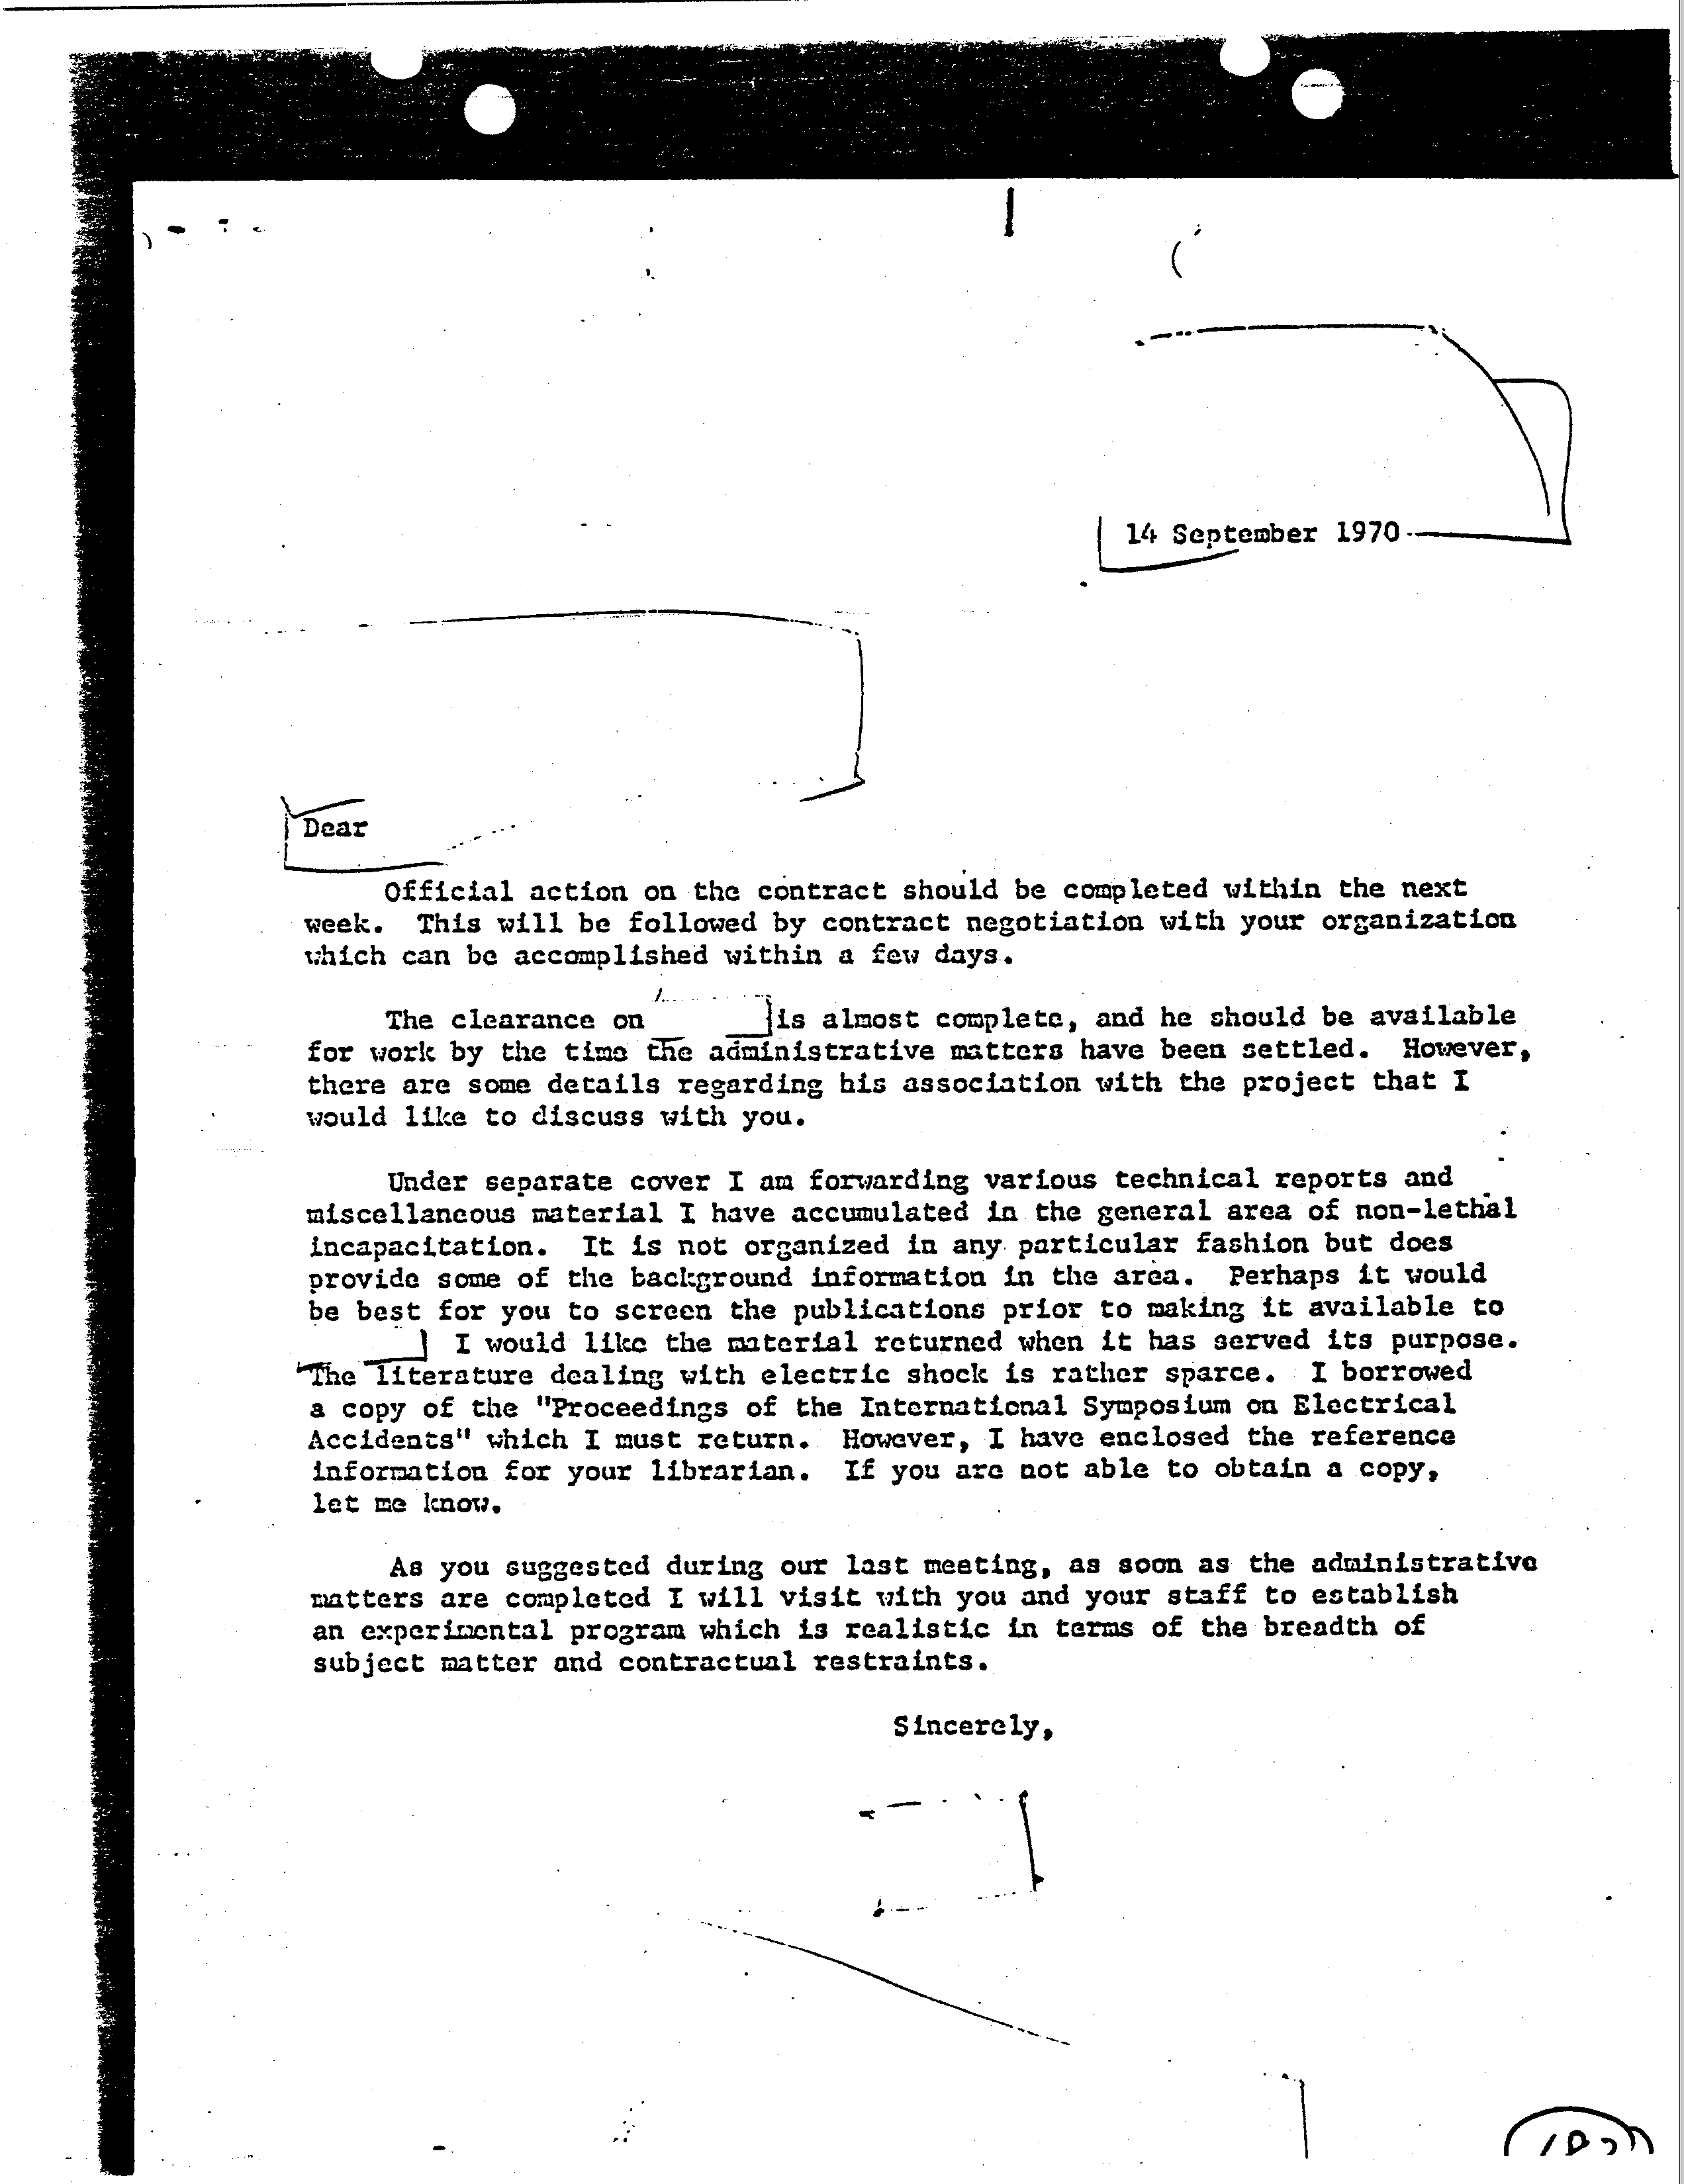 14 September 1970
Dear
Official action on the contract should be completed within the next
week. This will be followed by contract negotiation with your organization
which can be accomplished within a few days.
The clearance on is almost complete, and he should be available
for work by the time the administrative matters have been settled. However,
there are some details regarding his association with the project that I
would like to discuss with you.
Under separate cover I am forwarding various technical reports and
miscellaneous material I have accumulated in the general area of non-lethal
incapacitation. It is not organized in any particular fashion but does
provide some of the background information in the area. Perhaps it would
be best for you to screen the publications prior to making it available to
I would like the material returned when it has served its purpose.
The literature dealing with electric shock is rather sparce. I borrowed
a copy of the "Proceedings of the International Symposium on Electrical
Accidents" which I must return. However, I have enclosed the reference
information for your librarian. If you are not able to obtain a copy,
let me know.
As you suggested during our last meeting, as soon as the administrative
matters are completed I will visit with you and your staff to establish
an experimental program which is realistic in terms of the breadth of
subject matter and contractual restraints.
Sincerely,